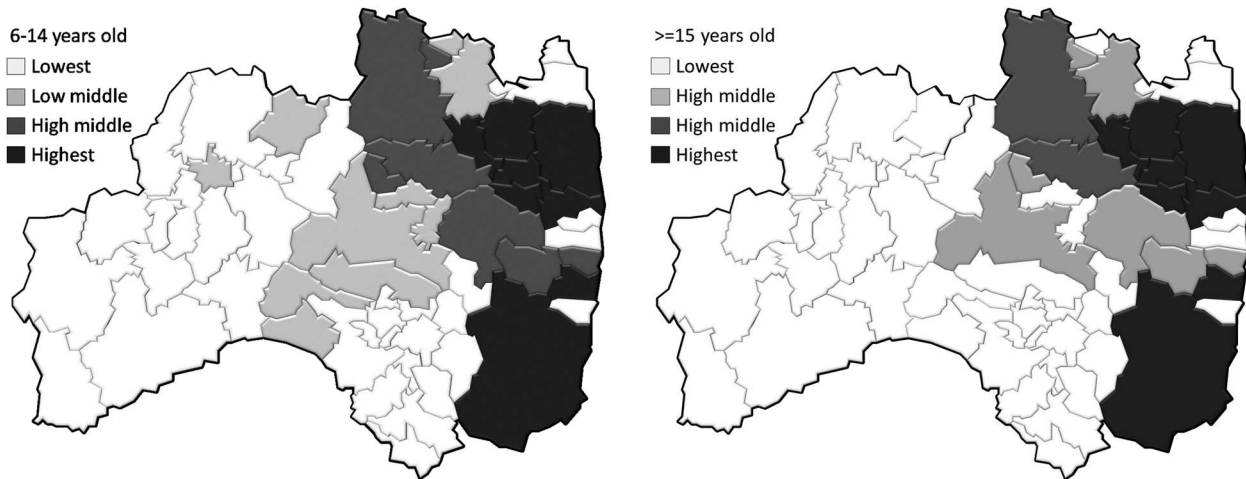 6-14 years old
Lowest
Low middle
High middle
Highest
>=15 years old
Lowest
High middle
High middle
Highest